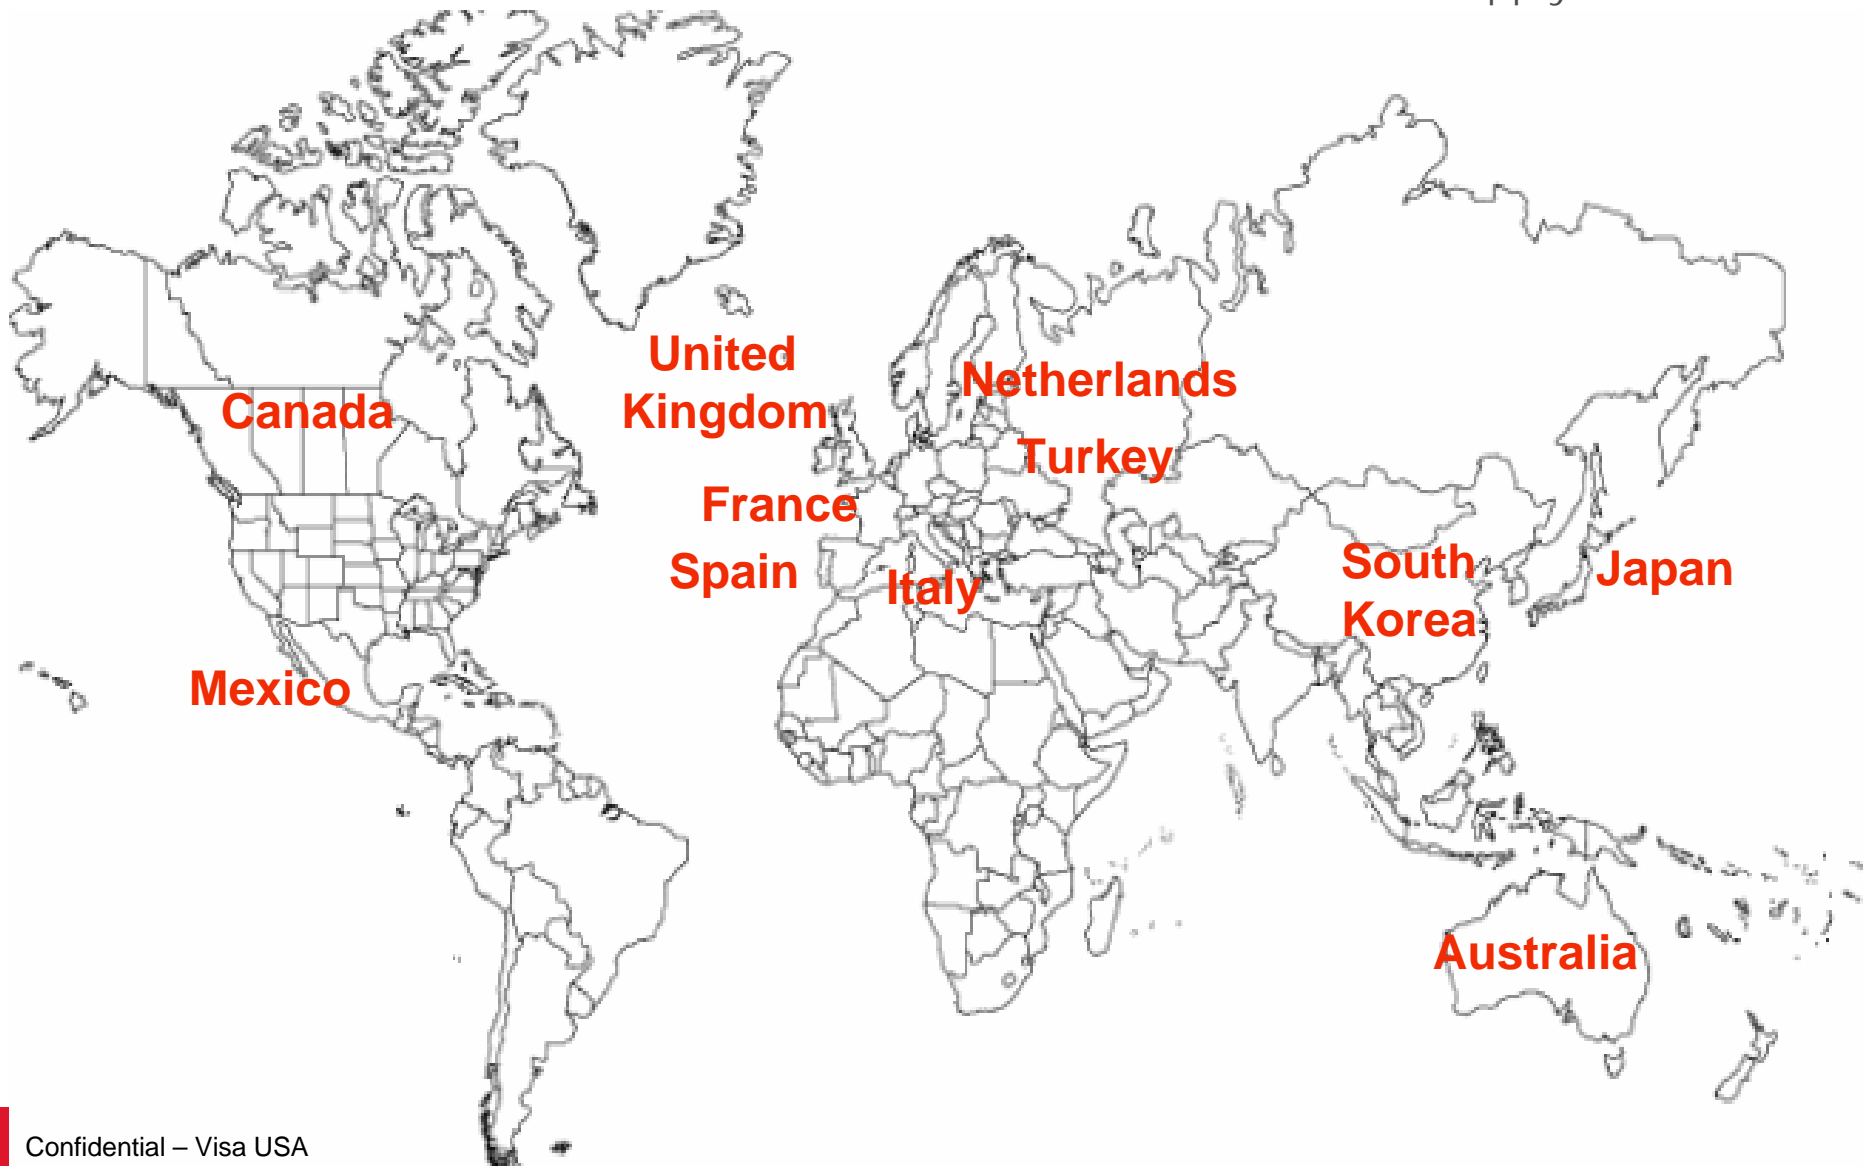 United
Kingdom
Netherlands
Canada
Turkey
France
South
Korea
Japan
Spain
Italy
Mexico
Australia
Confidential – Visa USA